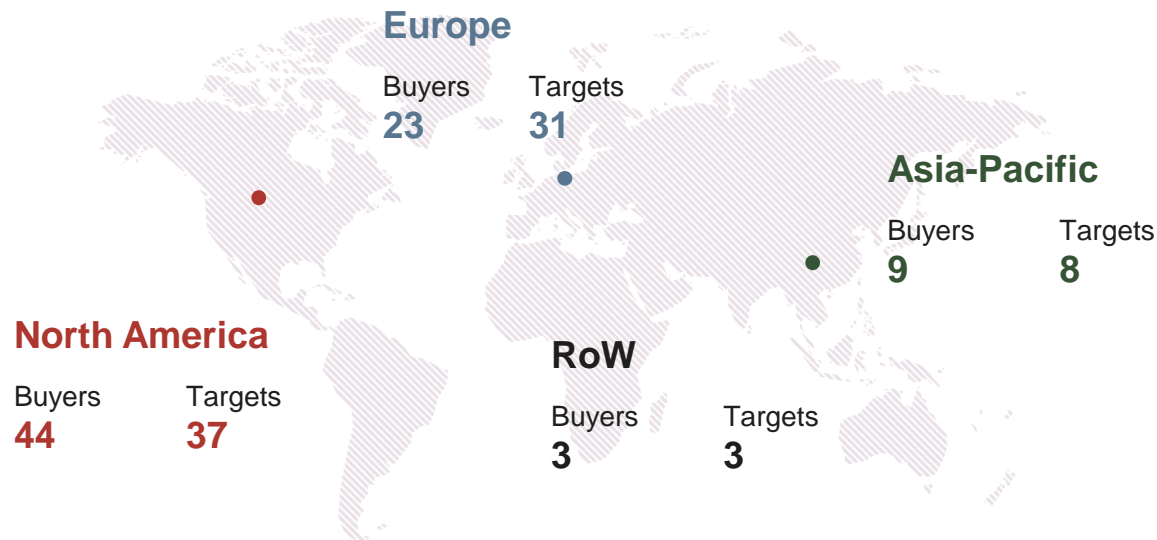 Europe
Buyers Targets
23 31
Asia-Pacific
Buyers Targets
9 8
North America
Buyers Targets
44 37
RoW
Buyers Targets
3 3